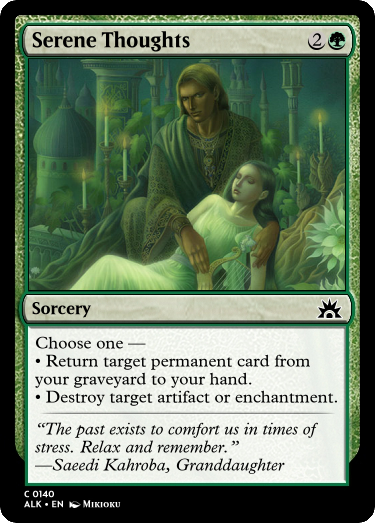 Serene Thoughts 2
Sorcery
Choose one —
• Return target permanent card from
your graveyard to your hand.
• Destroy target artifact or enchantment.
“The past exists to comfort us in times of
stress. Relax and remember.”
—Saeedi Kahroba, Granddaughter
C 0140
ALK • EN Mikioku